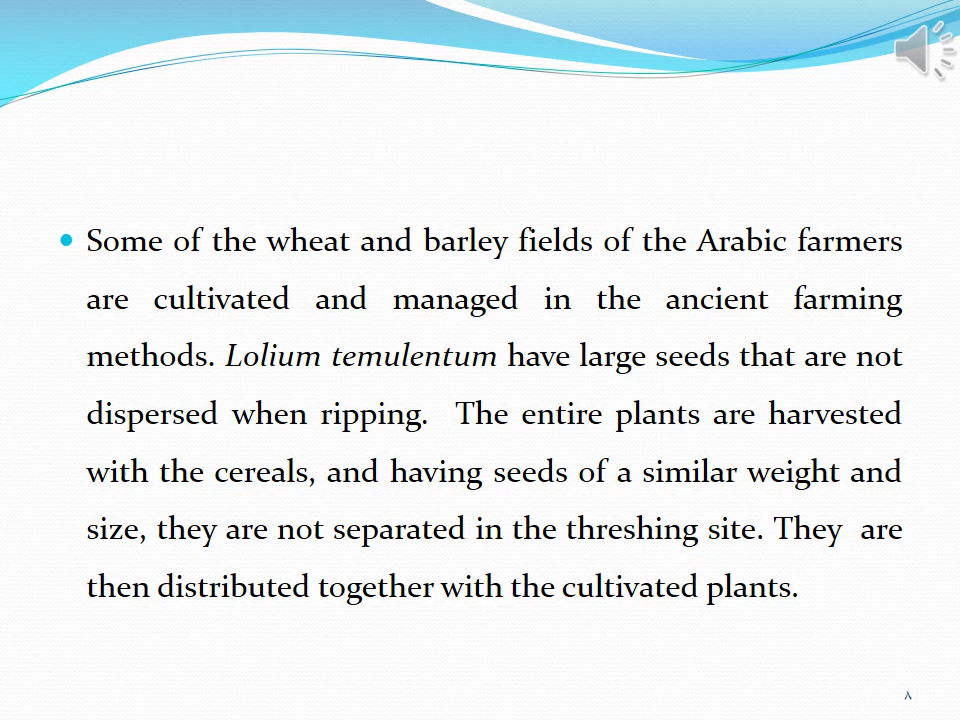 • Some of the wheat and barley fields of the Arabic farmers
are cultivated and managed in the ancient farming
methods. Lolium temulentum have large seeds that are not
dispersed when ripping.  The entire plants are harvested
with the cereals, and having seeds of a similar weight and
size, they are not separated in the threshing site. They  are
then distributed together with the cultivated plants.
٨